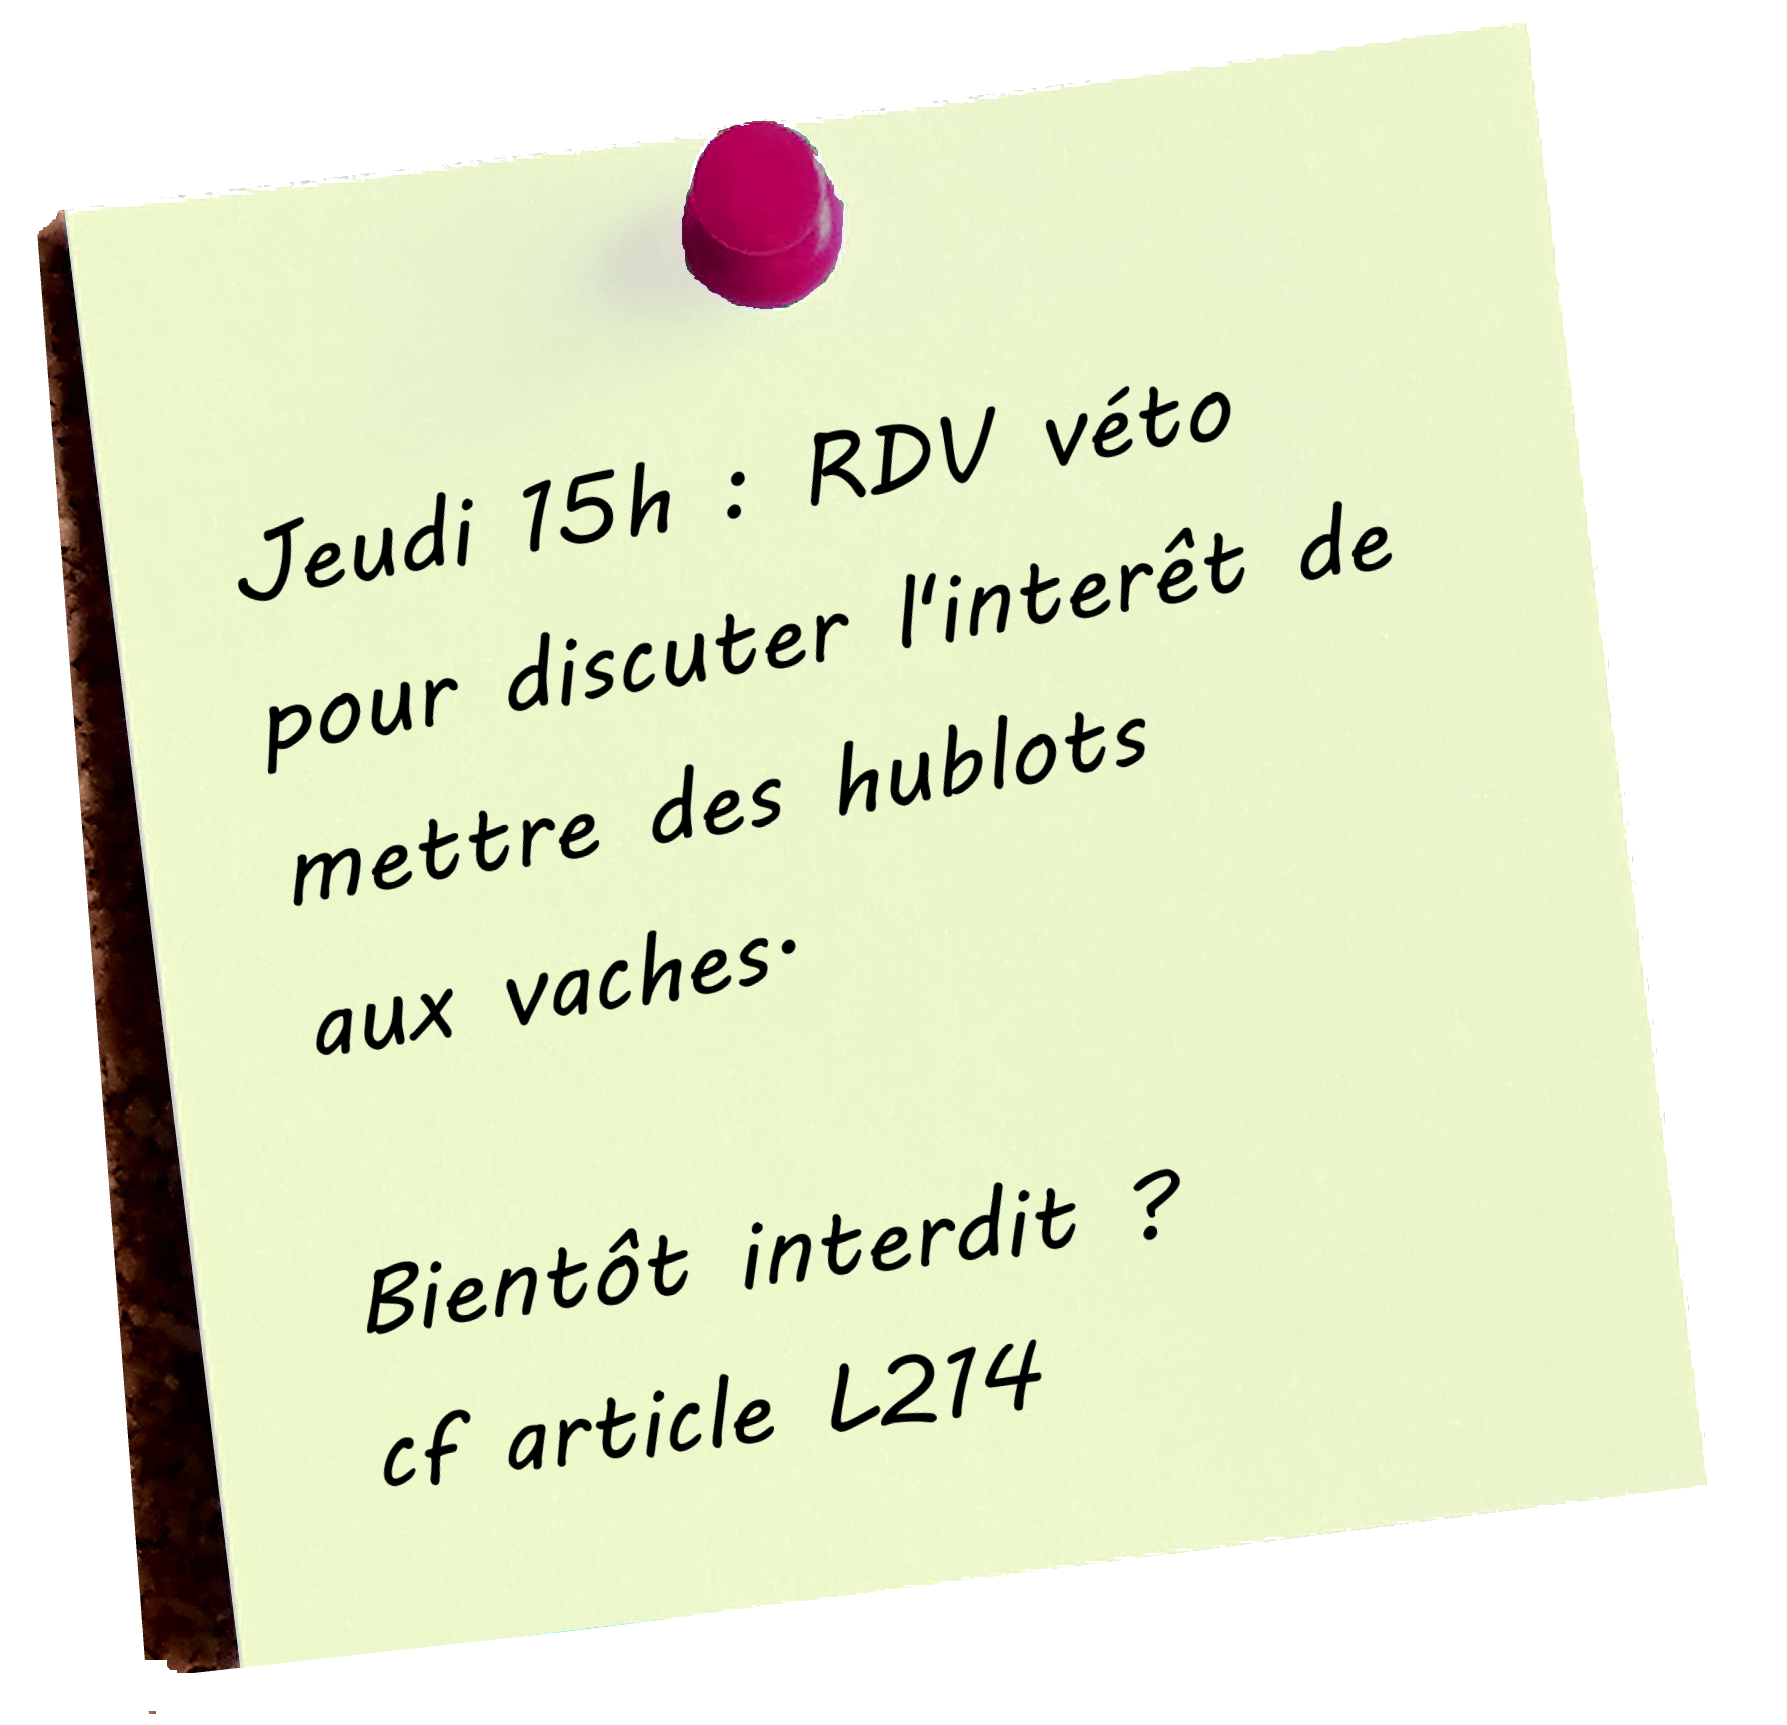 Jeudi 15h : RDV véto
pour discuter l'interêt de
mettre des hublots
aux vaches.
Bientôt interdit ?
cf article L214